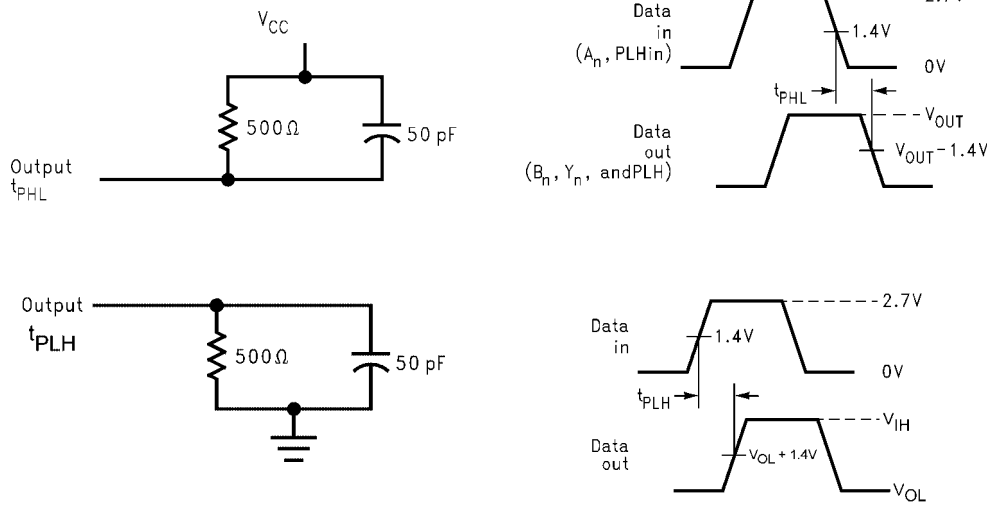 V_CC
500Ω
50 pF
Output
t_PHL
Data
in
(A_n, PLHin)
1.4V
0V
t_PHL
V_OUT
Data
out
(B_n, Y_n, andPLH)
V_OUT-1.4V
Output
t_PLH
500Ω
50 pF
2.7V
Data
in
1.4V
0V
t_PLH
V_IH
Data
out
V_OL + 1.4V
V_OL